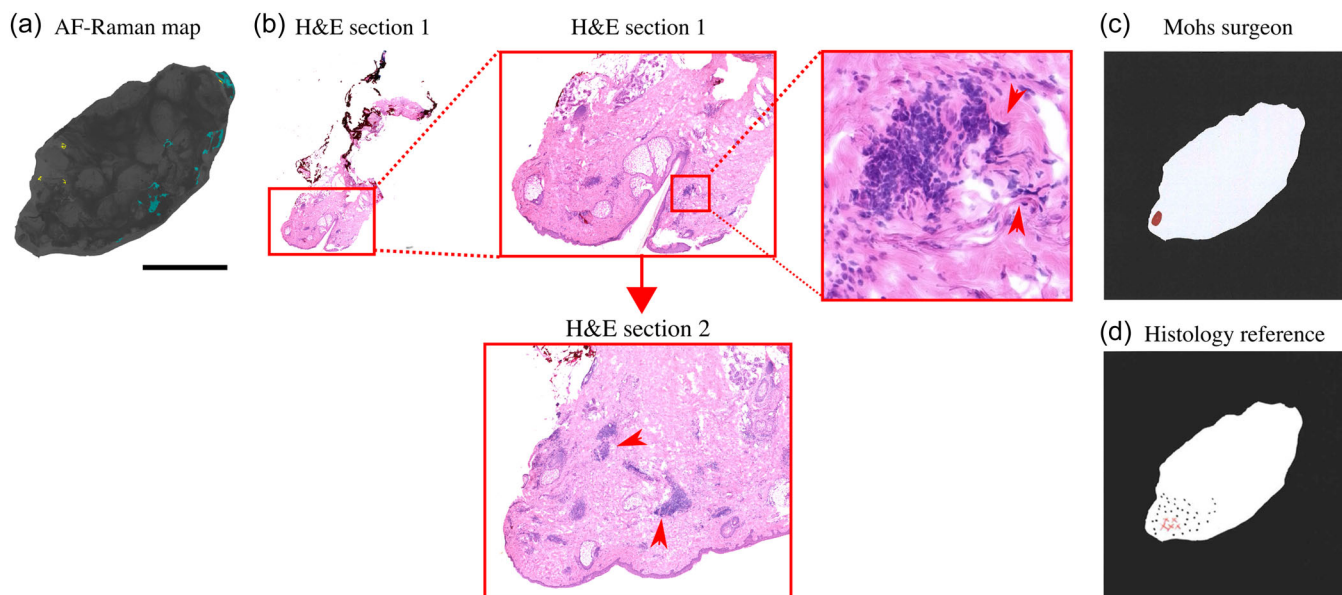 (a) AF-Raman map
(b) H&E section 1
H&E section 1
(c) Mohs surgeon
H&E section 2
(d) Histology reference